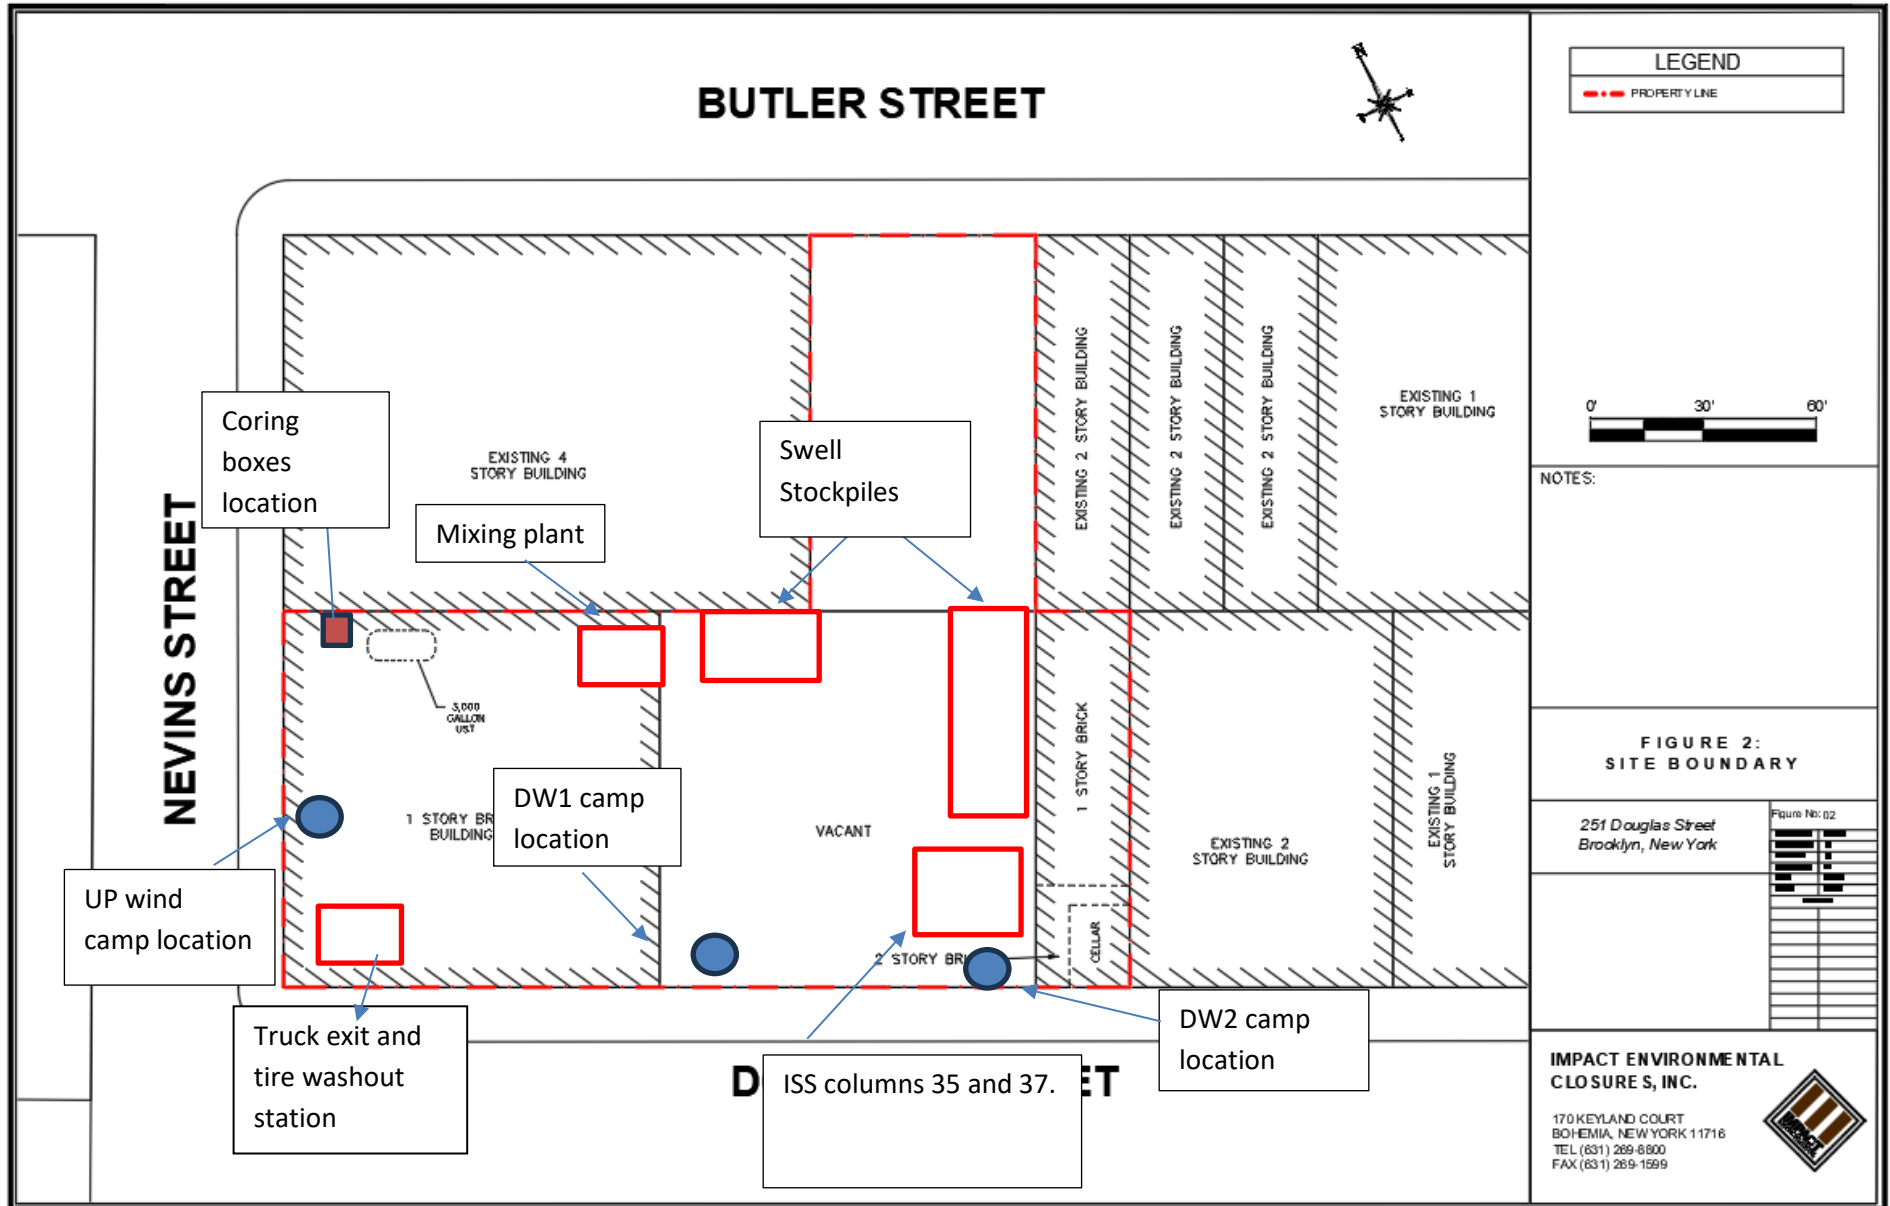 BUTLER STREET
N
LEGEND
PROPERTY LINE
0' 30' 60'
NOTES:
NEVINS STREET
Coring
boxes
location
EXISTING 4
STORY BUILDING
Mixing plant
Swell
Stockpiles
EXISTING 2 STORY BUILDING
EXISTING 2 STORY BUILDING
EXISTING 2 STORY BUILDING
EXISTING 1
STORY BUILDING
GALLON
UST
1 STORY BR
BUILDING
DW1 camp
location
VACANT
1 STORY BRICK
EXISTING 2
STORY BUILDING
EXISTING 1
STORY BUILDING
UP wind
camp location
2 STORY BRI
CELLAR
Truck exit and
tire washout
station
ISS columns 35 and 37.
DW2 camp
location
D
ET
FIGURE 2:
SITE BOUNDARY
251 Douglas Street
Brooklyn, New York
Figure No: 02
IMPACT ENVIRONMENTAL
CLOSURES, INC.
170 KEYLAND COURT
BOHEMIA, NEW YORK 11716
TEL (631) 269-8800
FAX (631) 269-1599
IMPACT